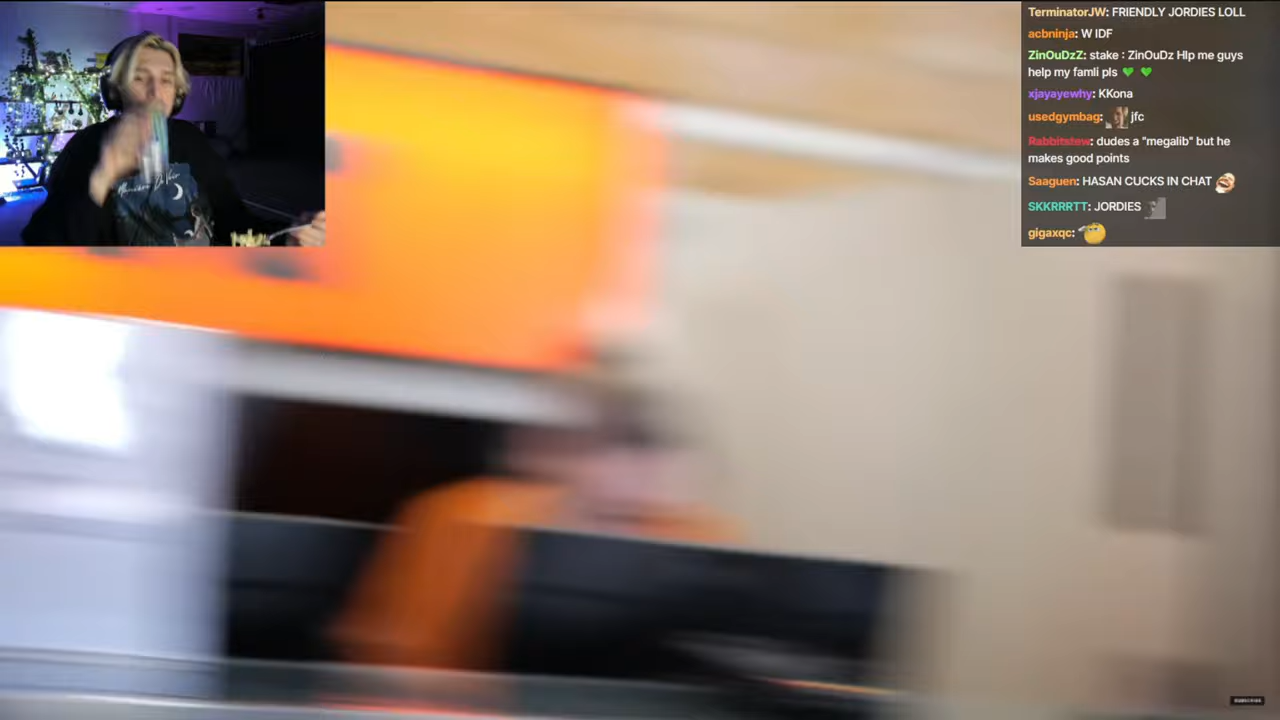 TerminatorJW: FRIENDLY JORDIES LOLL
acbninja: W IDF
ZinOuDzZ: stake : ZinOuDz Hlp me guys
help my famli pls
xjayayewhy: KKona
usedgymbag: jfc
Rabbitstew: dudes a "megalib" but he
makes good points
Saaguen: HASAN CUCKS IN CHAT
SKKRRRTT: JORDIES
gigaxqc: